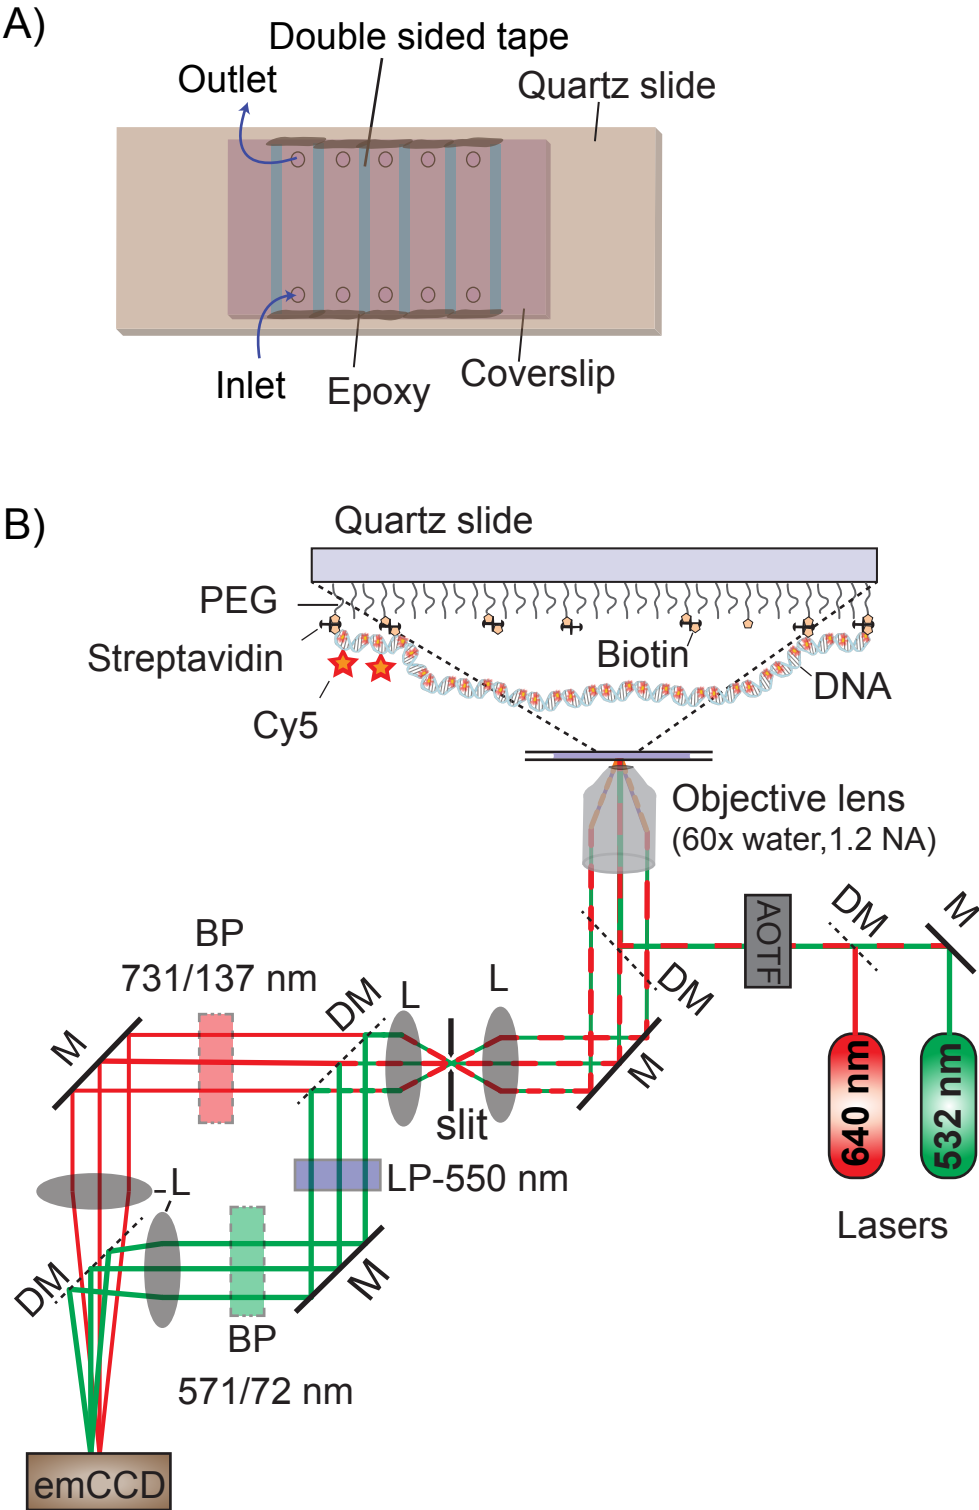 A)
Double sided tape
Outlet
Quartz slide
Inlet
Epoxy
Coverslip
B)
Quartz slide
PEG
Streptavidin
Biotin
DNA
Cy5
Objective lens
(60x water,1.2 NA)
AOTF
DM
M
BP
731/137 nm
DM
L
L
DM
M
M
slit
640 nm
532 nm
LP-550 nm
L
Lasers
DM
M
BP
571/72 nm
emCCD